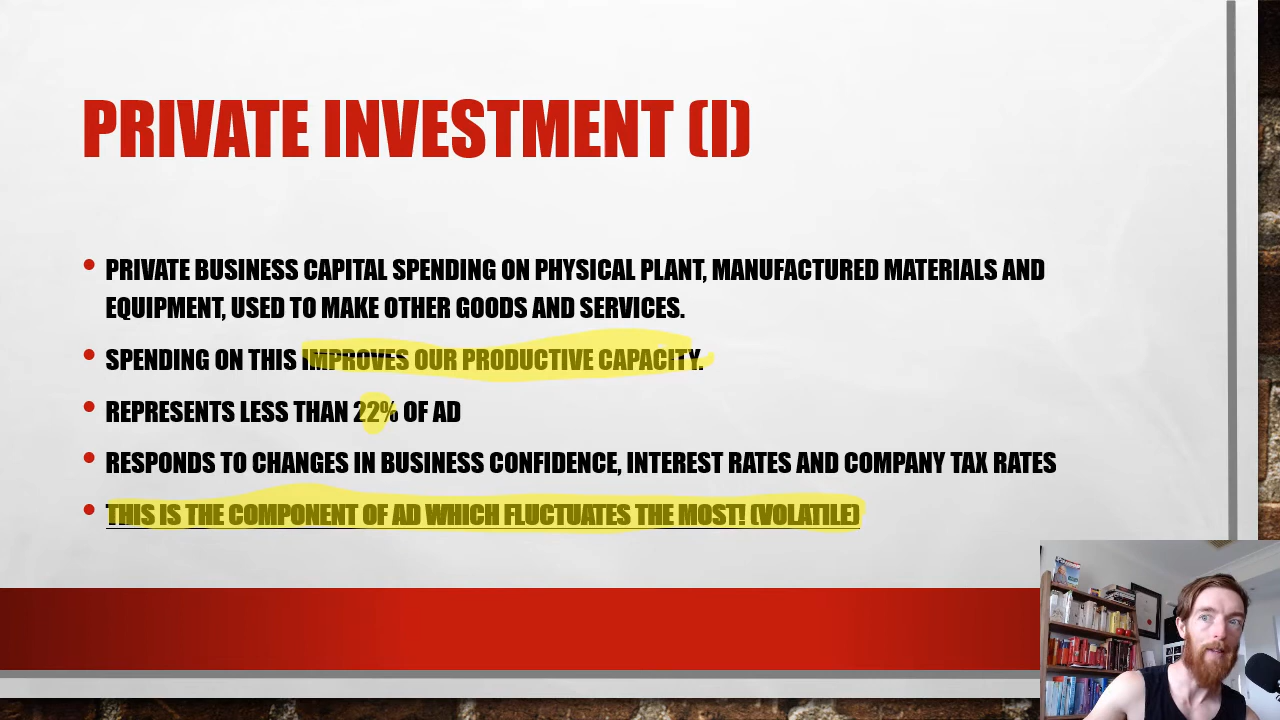 PRIVATE INVESTMENT (I)
• PRIVATE BUSINESS CAPITAL SPENDING ON PHYSICAL PLANT, MANUFACTURED MATERIALS AND
EQUIPMENT, USED TO MAKE OTHER GOODS AND SERVICES.
• SPENDING ON THIS IMPROVES OUR PRODUCTIVE CAPACITY.
• REPRESENTS LESS THAN 22% OF AD
• RESPONDS TO CHANGES IN BUSINESS CONFIDENCE, INTEREST RATES AND COMPANY TAX RATES
• THIS IS THE COMPONENT OF AD WHICH FLUCTUATES THE MOST! (VOLATILE)